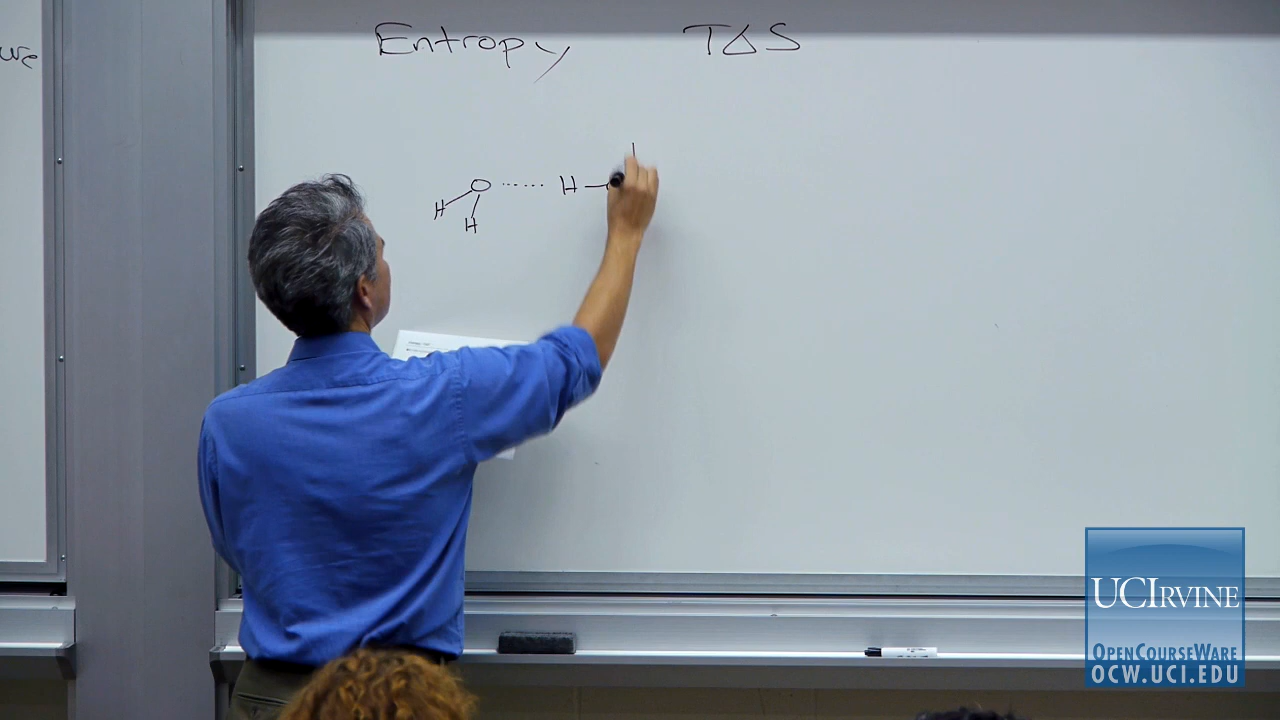 Entropy TΔS
O ...... H —
H
H
UCIRVINE
OPENCOURSEWARE
OCW.UCI.EDU